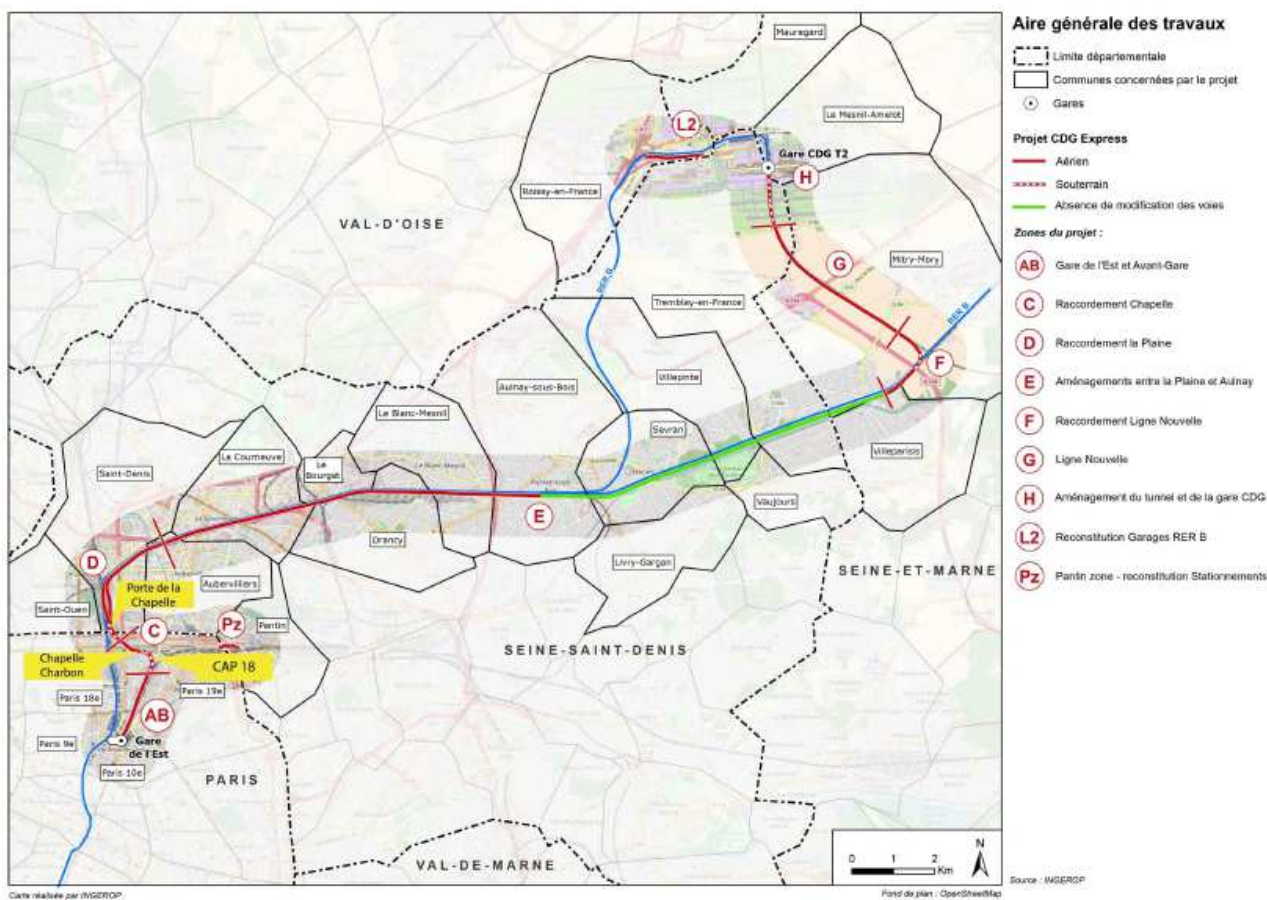 Aire générale des travaux
Limite départementale
Communes concernées par le projet
Gares
Projet CDG Express
Aérien
Souterrain
Absence de modification des voies
Zones du projet :
AB Gare de l'Est et Avant-Gare
C Raccordement Chapelle
D Raccordement la Plaine
E Aménagements entre la Plaine et Aulnay
F Raccordement Ligne Nouvelle
G Ligne Nouvelle
H Aménagement du tunnel et de la gare CDG
L2 Reconstitution Garages RER B
Pz Pantin zone - reconstitution Stationnements
Source : INGEROP
Mauregard
Le Mesnil-Amelot
L2
Gare CDG T2
H
Roissy-en-France
VAL-D'OISE
G
Mitry-Mory
RER B
Tremblay-en-France
RER B
F
Aulnay-sous-Bois
Villepinte
Le Blanc-Mesnil
Sevran
La Courneuve
Saint-Denis
Le
Bourget
Villeparisis
E
Vaujours
Drancy
Livry-Gargan
D
Aubervilliers
SEINE-ET-MARNE
Porte de la
Chapelle
Saint-Ouen
C
Pz
Pantin
SEINE-SAINT-DENIS
Chapelle
Charbon
CAP 18
Paris 18e
Paris 19e
AB
Paris 9e
Gare
de l'Est
Paris 10e
PARIS
VAL-DE-MARNE
N
0 1 2
Km
Carte réalisée par INGEROP
Fond de plan : OpenStreetMap